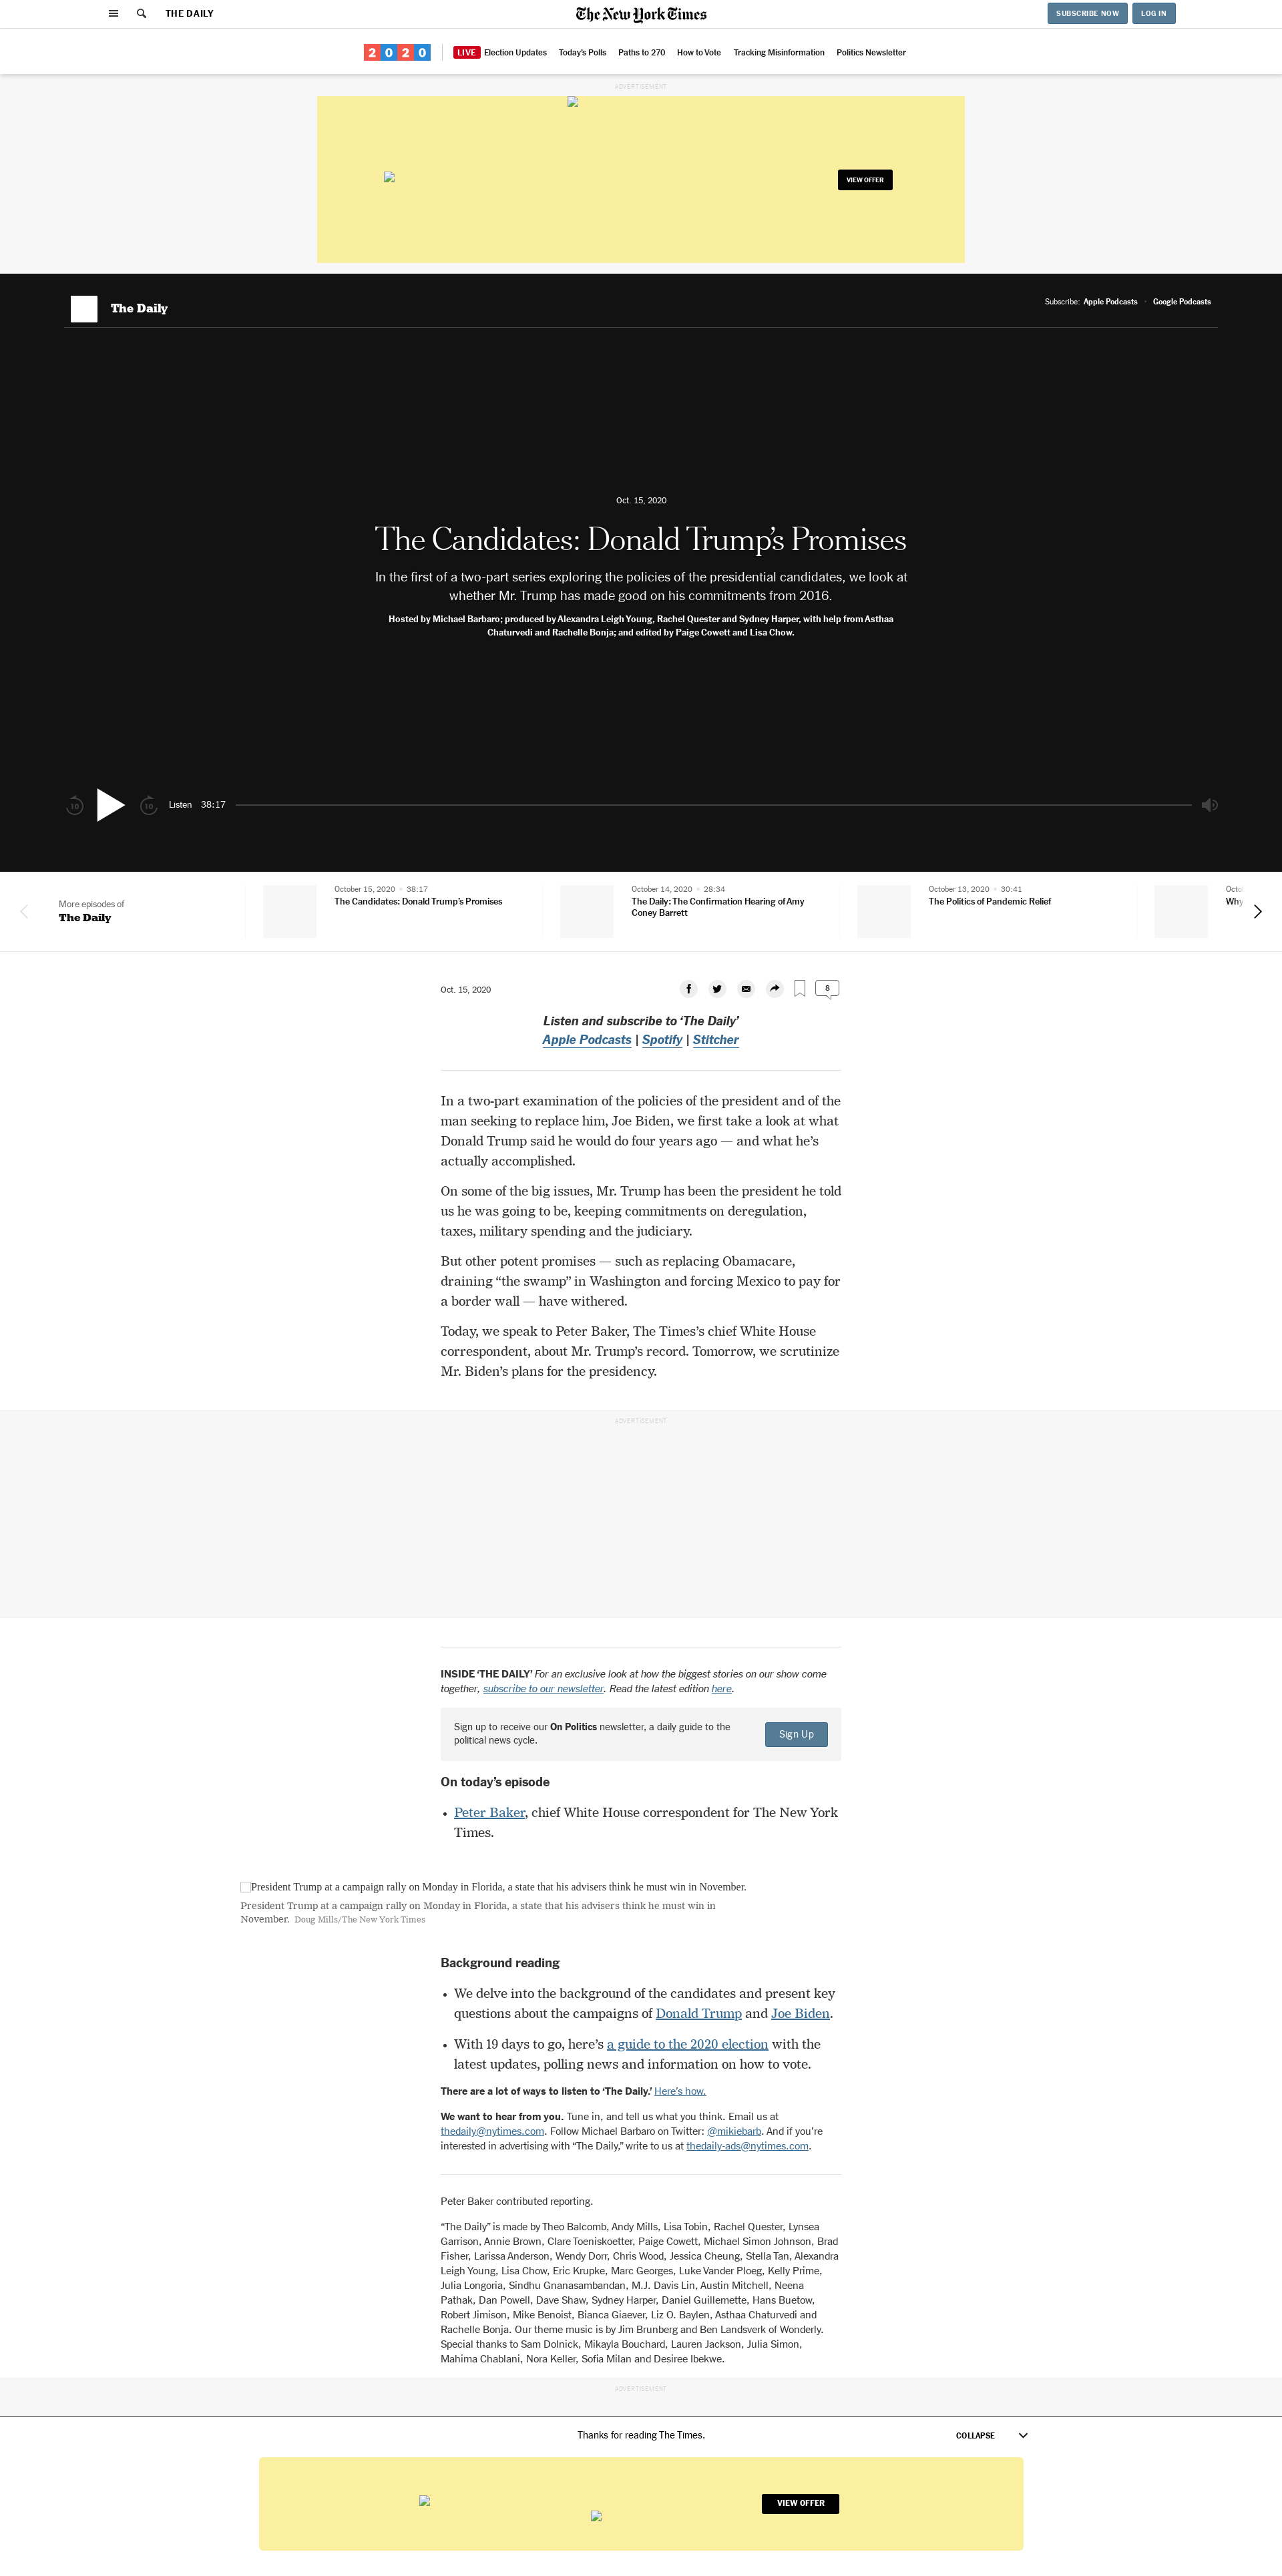 THE DAILY
The New York Times
SUBSCRIBE NOW
LOG IN
2020
LIVE Election Updates
Today's Polls
Paths to 270
How to Vote
Tracking Misinformation
Politics Newsletter
ADVERTISEMENT
VIEW OFFER
The Daily
Subscribe: Apple Podcasts • Google Podcasts
Oct. 15, 2020
The Candidates: Donald Trump’s Promises
In the first of a two-part series exploring the policies of the presidential candidates, we look at
whether Mr. Trump has made good on his commitments from 2016.
Hosted by Michael Barbaro; produced by Alexandra Leigh Young, Rachel Quester and Sydney Harper, with help from Asthaa
Chaturvedi and Rachelle Bonja; and edited by Paige Cowett and Lisa Chow.
10
10
Listen 38:17
More episodes of
The Daily
October 15, 2020 • 38:17
The Candidates: Donald Trump’s Promises
October 14, 2020 • 28:34
The Daily: The Confirmation Hearing of Amy
Coney Barrett
October 13, 2020 • 30:41
The Politics of Pandemic Relief
Octo
Why
Oct. 15, 2020
8
Listen and subscribe to ‘The Daily’
Apple Podcasts | Spotify | Stitcher
In a two-part examination of the policies of the president and of the
man seeking to replace him, Joe Biden, we first take a look at what
Donald Trump said he would do four years ago — and what he’s
actually accomplished.
On some of the big issues, Mr. Trump has been the president he told
us he was going to be, keeping commitments on deregulation,
taxes, military spending and the judiciary.
But other potent promises — such as replacing Obamacare,
draining “the swamp” in Washington and forcing Mexico to pay for
a border wall — have withered.
Today, we speak to Peter Baker, The Times’s chief White House
correspondent, about Mr. Trump’s record. Tomorrow, we scrutinize
Mr. Biden’s plans for the presidency.
ADVERTISEMENT
INSIDE ‘THE DAILY’ For an exclusive look at how the biggest stories on our show come
together, subscribe to our newsletter. Read the latest edition here.
Sign up to receive our On Politics newsletter, a daily guide to the
political news cycle.
Sign Up
On today’s episode
• Peter Baker, chief White House correspondent for The New York
Times.
President Trump at a campaign rally on Monday in Florida, a state that his advisers think he must win in November.
President Trump at a campaign rally on Monday in Florida, a state that his advisers think he must win in
November. Doug Mills/The New York Times
Background reading
• We delve into the background of the candidates and present key
questions about the campaigns of Donald Trump and Joe Biden.
• With 19 days to go, here’s a guide to the 2020 election with the
latest updates, polling news and information on how to vote.
There are a lot of ways to listen to ‘The Daily.’ Here’s how.
We want to hear from you. Tune in, and tell us what you think. Email us at
thedaily@nytimes.com. Follow Michael Barbaro on Twitter: @mikiebarb. And if you’re
interested in advertising with “The Daily,” write to us at thedaily-ads@nytimes.com.
Peter Baker contributed reporting.
“The Daily” is made by Theo Balcomb, Andy Mills, Lisa Tobin, Rachel Quester, Lynsea
Garrison, Annie Brown, Clare Toeniskoetter, Paige Cowett, Michael Simon Johnson, Brad
Fisher, Larissa Anderson, Wendy Dorr, Chris Wood, Jessica Cheung, Stella Tan, Alexandra
Leigh Young, Lisa Chow, Eric Krupke, Marc Georges, Luke Vander Ploeg, Kelly Prime,
Julia Longoria, Sindhu Gnanasambandan, M.J. Davis Lin, Austin Mitchell, Neena
Pathak, Dan Powell, Dave Shaw, Sydney Harper, Daniel Guillemette, Hans Buetow,
Robert Jimison, Mike Benoist, Bianca Giaever, Liz O. Baylen, Asthaa Chaturvedi and
Rachelle Bonja. Our theme music is by Jim Brunberg and Ben Landsverk of Wonderly.
Special thanks to Sam Dolnick, Mikayla Bouchard, Lauren Jackson, Julia Simon,
Mahima Chablani, Nora Keller, Sofia Milan and Desiree Ibekwe.
ADVERTISEMENT
Thanks for reading The Times.
COLLAPSE
VIEW OFFER